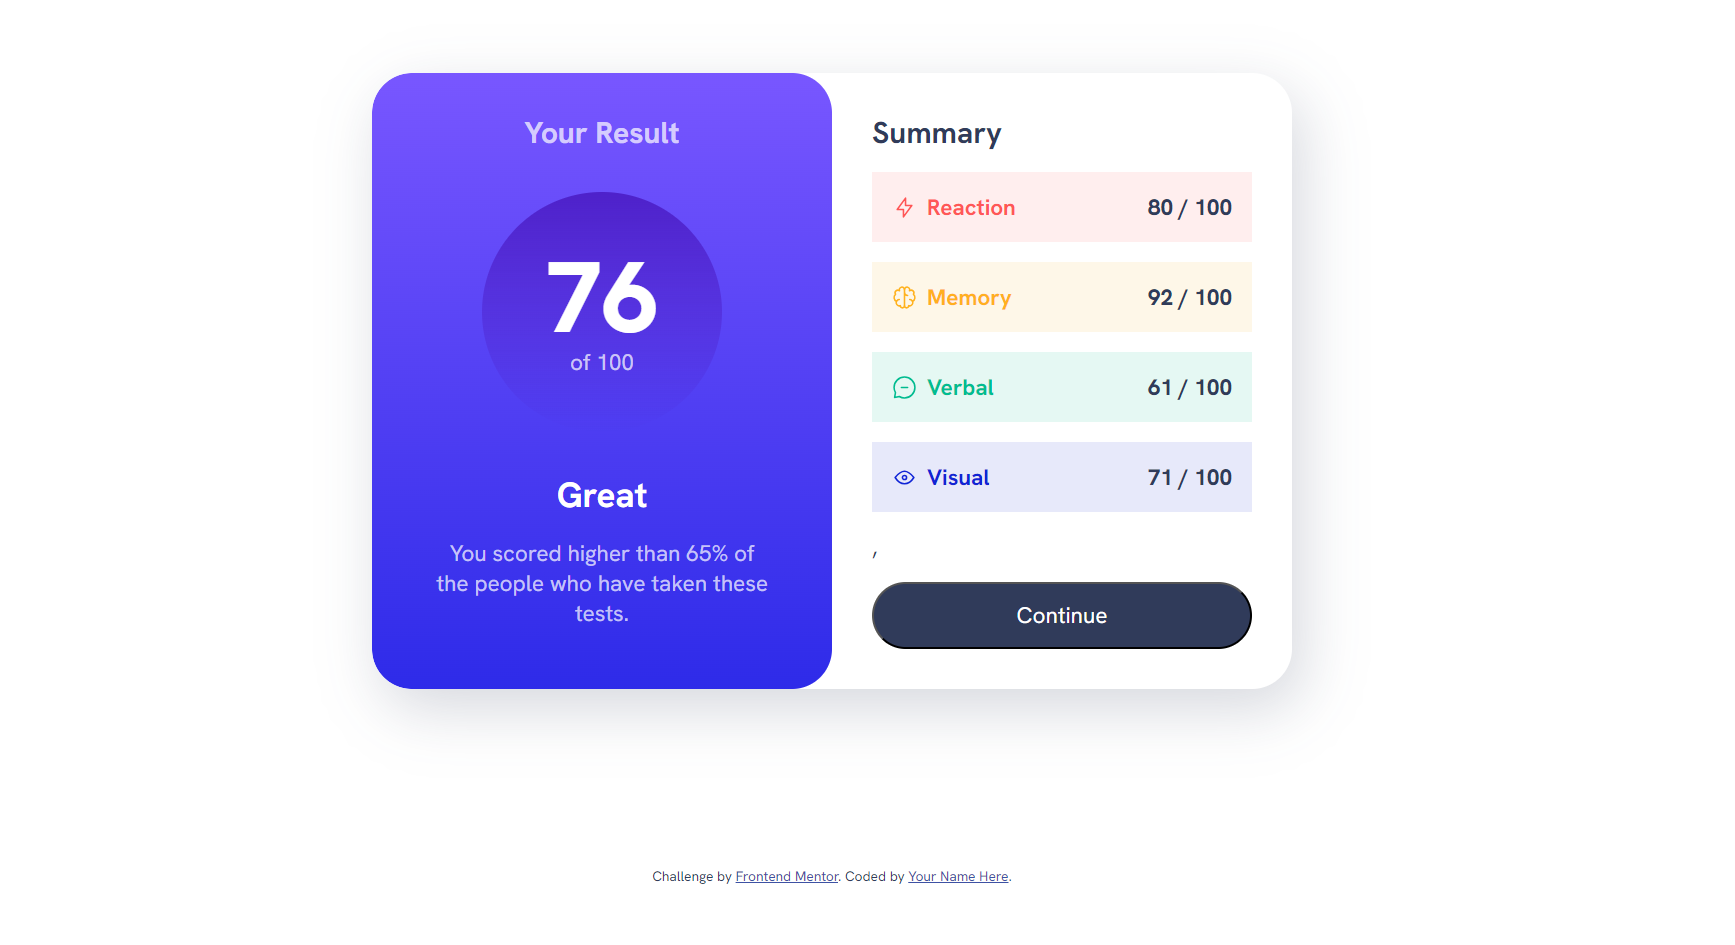 Your Result
76
of 100
Great
You scored higher than 65% of
the people who have taken these
tests.
Summary
Reaction 80 / 100
Memory 92 / 100
Verbal 61 / 100
Visual 71 / 100
,
Continue
Challenge by Frontend Mentor. Coded by Your Name Here.